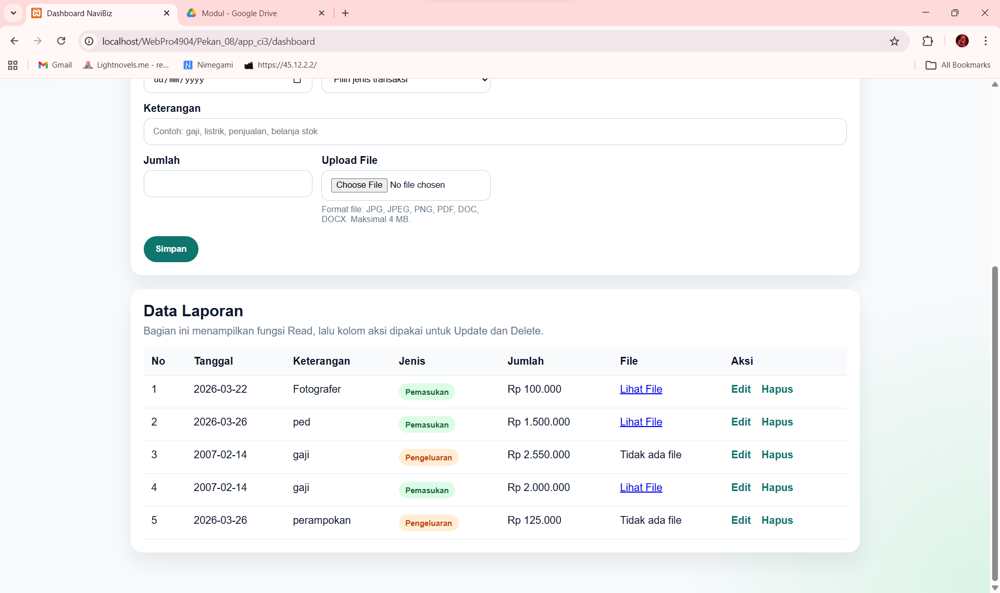 Dashboard NaviBiz
Modul - Google Drive
localhost/WebPro4904/Pekan_08/app_ci3/dashboard
Gmail
Lightnovels.me - re...
Nimegami
https://45.12.2.2/
All Bookmarks
dd/mm/yyyy
Pilih jenis transaksi
Keterangan
Contoh: gaji, listrik, penjualan, belanja stok
Jumlah
Upload File
Choose File No file chosen
Format file: JPG, JPEG, PNG, PDF, DOC,
DOCX. Maksimal 4 MB.
Simpan
Data Laporan
Bagian ini menampilkan fungsi Read, lalu kolom aksi dipakai untuk Update dan Delete.
No Tanggal Keterangan Jenis Jumlah File Aksi
1 2026-03-22 Fotografer Pemasukan Rp 100.000 Lihat File Edit Hapus
2 2026-03-26 ped Pemasukan Rp 1.500.000 Lihat File Edit Hapus
3 2007-02-14 gaji Pengeluaran Rp 2.550.000 Tidak ada file Edit Hapus
4 2007-02-14 gaji Pemasukan Rp 2.000.000 Lihat File Edit Hapus
5 2026-03-26 perampokan Pengeluaran Rp 125.000 Tidak ada file Edit Hapus